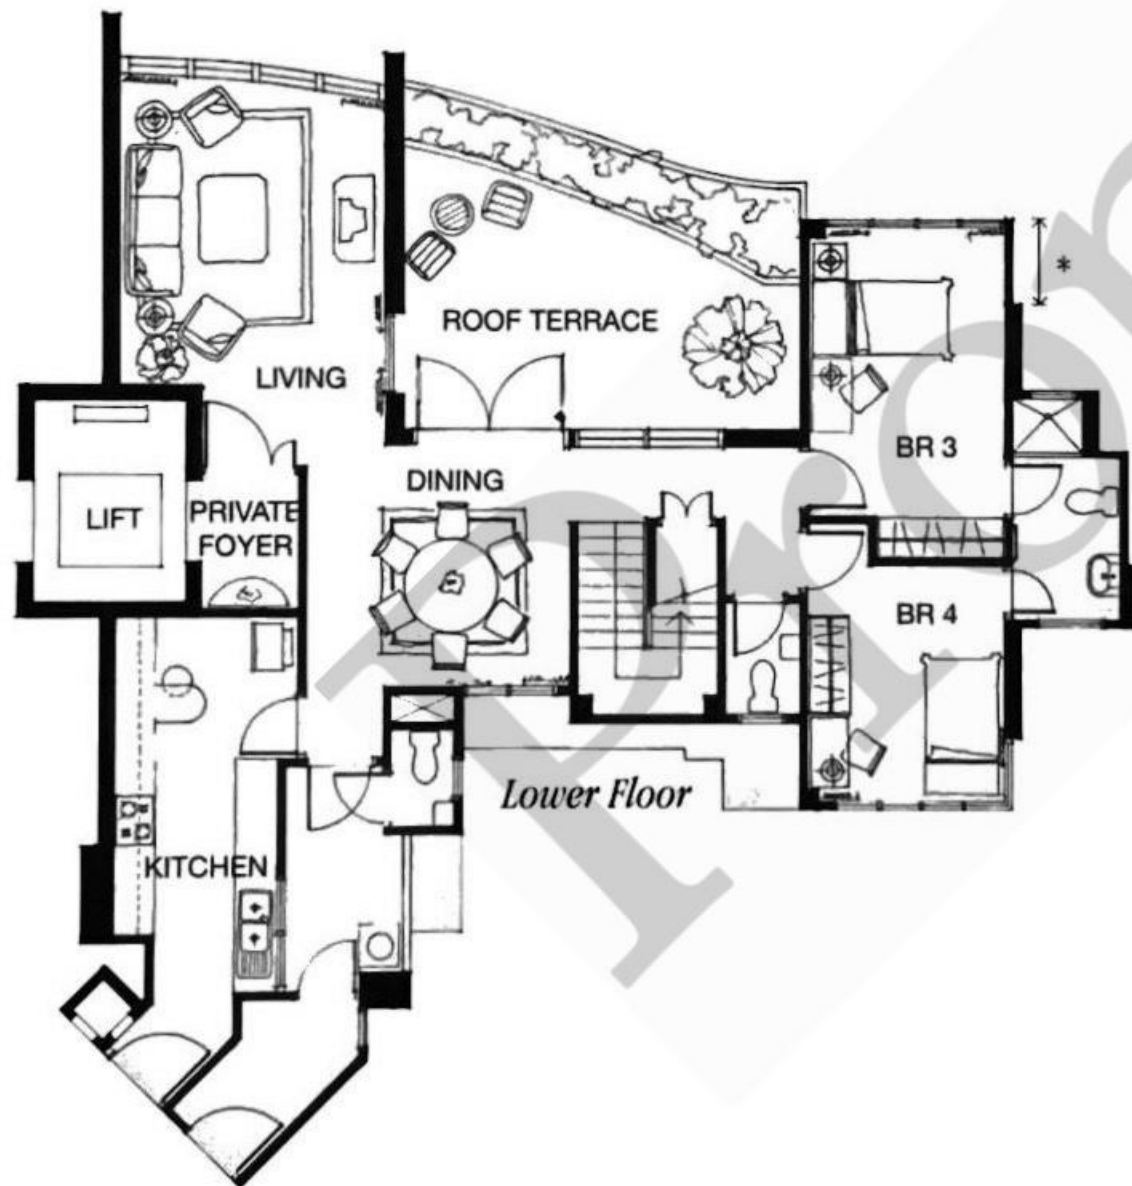 ROOF TERRACE
LIVING
BR 3
DINING
LIFT
PRIVATE
FOYER
BR 4
Lower Floor
KITCHEN
*